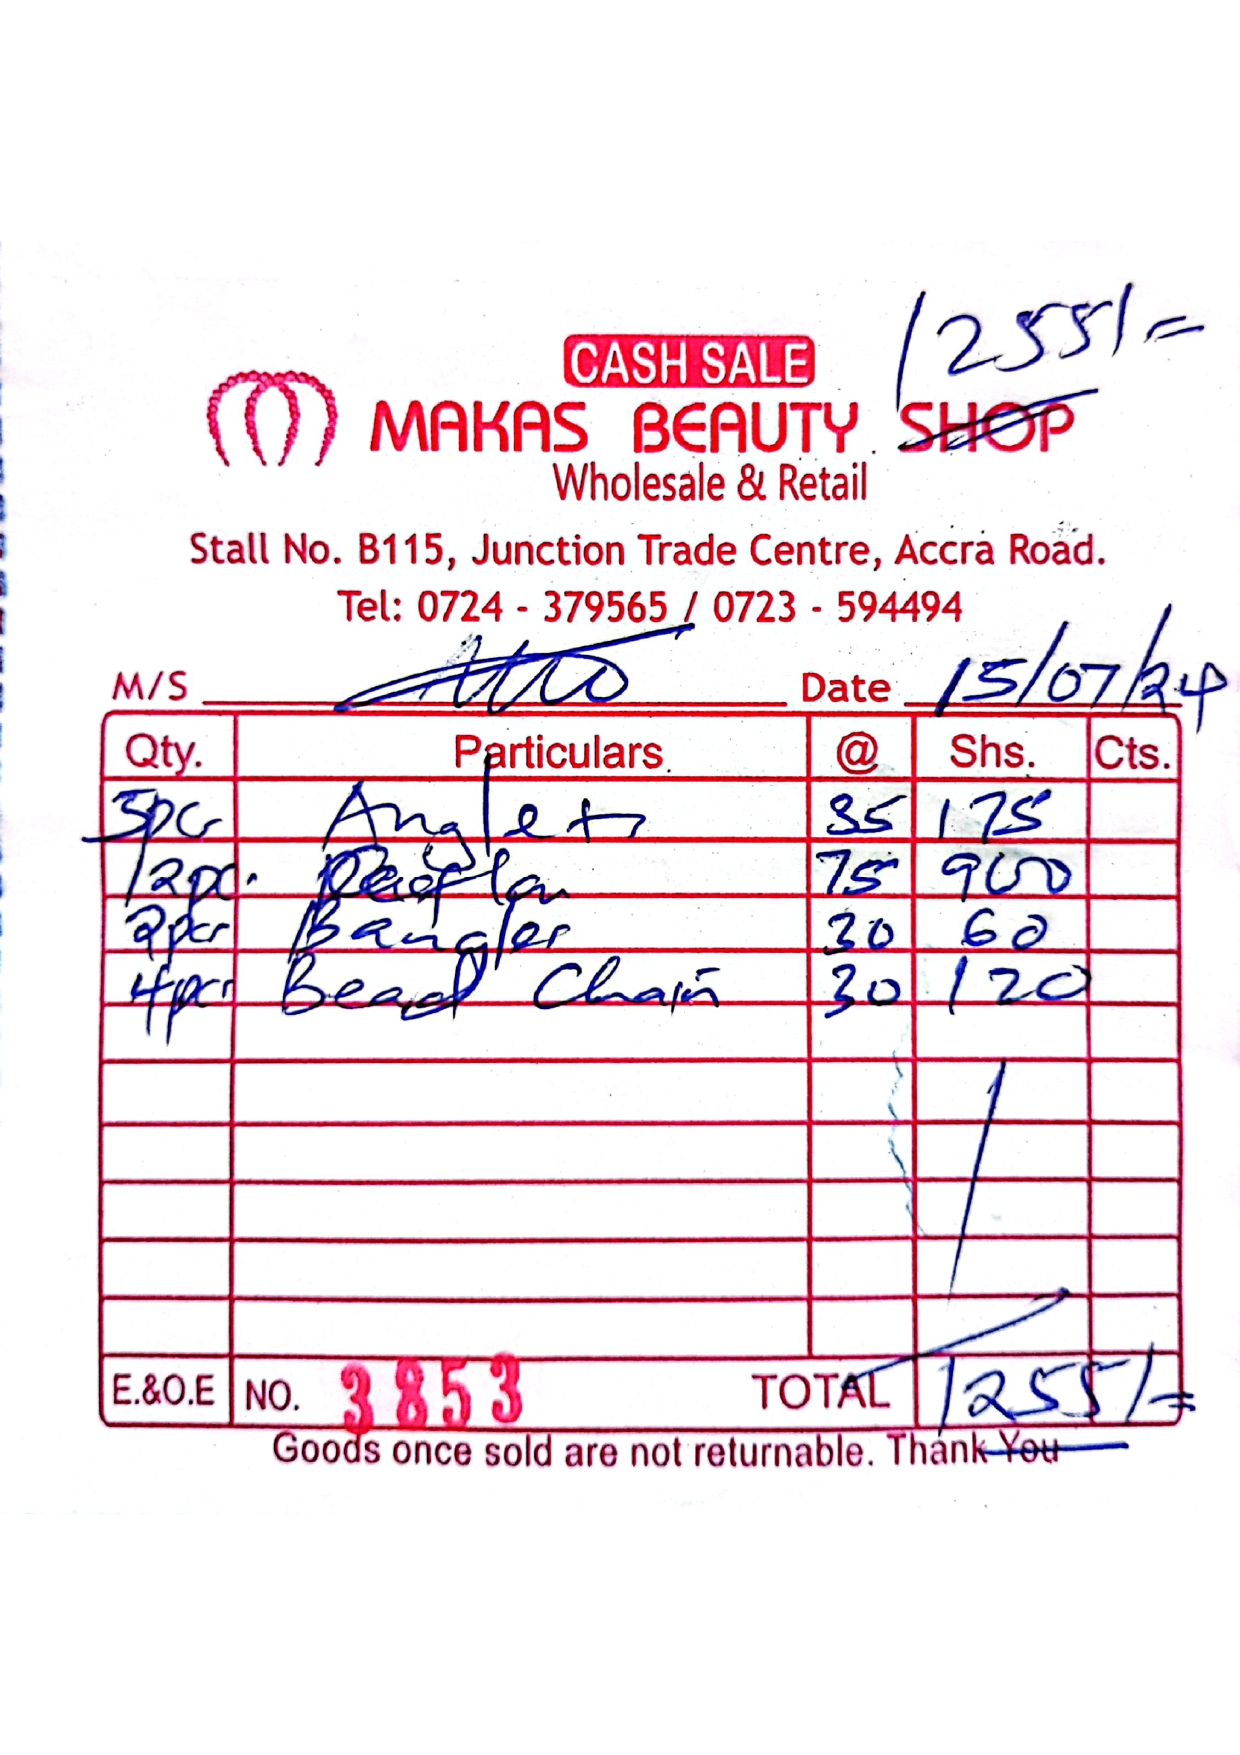 1255/=
CASH SALE
MAKAS BEAUTY SHOP
Wholesale & Retail
Stall No. B115, Junction Trade Centre, Accra Road.
Tel: 0724 - 379565 / 0723 - 594494
M/S Date 15/07/24
Qty. Particulars @ Shs. Cts.
5pcs Anglets 35 175
12pc. 75 900
2pcs Bangles 30 60
4pcs Bead Chain 30 120
E.&O.E NO. 3853 TOTAL 1255/=
Goods once sold are not returnable. Thank You